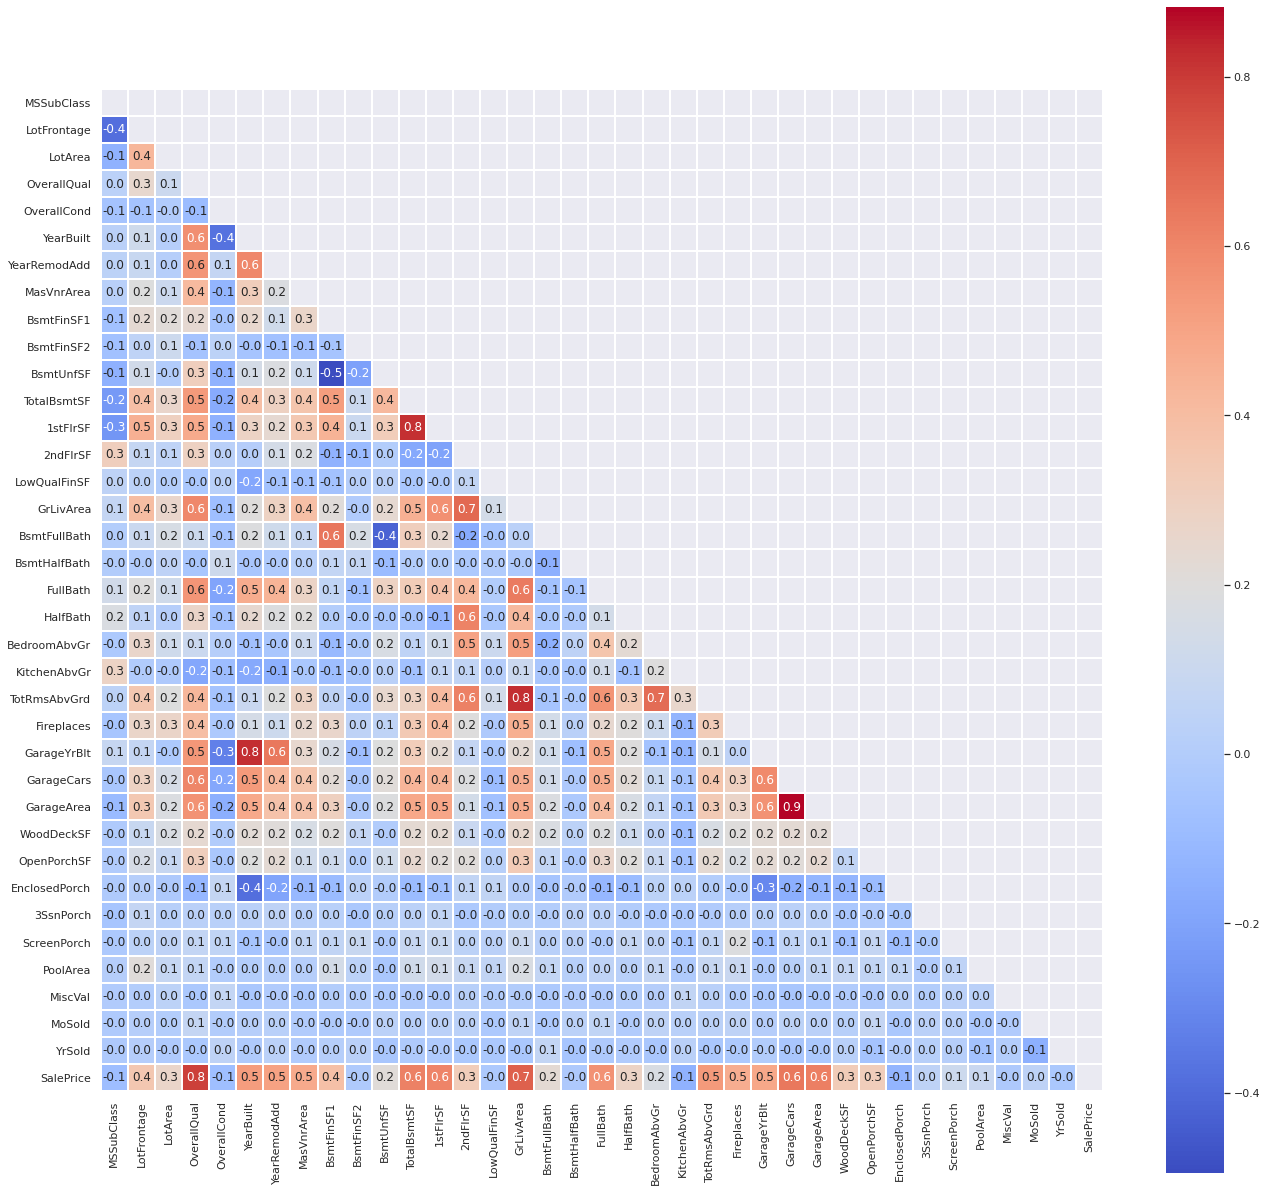 MSSubClass
LotFrontage -0.4
LotArea -0.1 0.4
OverallQual 0.0 0.3 0.1
OverallCond -0.1 -0.1 -0.0 -0.1
YearBuilt 0.0 0.1 0.0 0.6 -0.4
YearRemodAdd 0.0 0.1 0.0 0.6 0.1 0.6
MasVnrArea 0.0 0.2 0.1 0.4 -0.1 0.3 0.2
BsmtFinSF1 -0.1 0.2 0.2 0.2 -0.0 0.2 0.1 0.3
BsmtFinSF2 -0.1 0.0 0.1 -0.1 0.0 -0.0 -0.1 -0.1 -0.1
BsmtUnfSF -0.1 0.1 -0.0 0.3 -0.1 0.1 0.2 0.1 -0.5 -0.2
TotalBsmtSF -0.2 0.4 0.3 0.5 -0.2 0.4 0.3 0.4 0.5 0.1 0.4
1stFlrSF -0.3 0.5 0.3 0.5 -0.1 0.3 0.2 0.3 0.4 0.1 0.3 0.8
2ndFlrSF 0.3 0.1 0.1 0.3 0.0 0.0 0.1 0.2 -0.1 -0.1 0.0 -0.2 -0.2
LowQualFinSF 0.0 0.0 0.0 -0.0 0.0 -0.2 -0.1 -0.1 -0.1 0.0 0.0 -0.0 -0.0 0.1
GrLivArea 0.1 0.4 0.3 0.6 -0.1 0.2 0.3 0.4 0.2 -0.0 0.2 0.5 0.6 0.7 0.1
BsmtFullBath 0.0 0.1 0.2 0.1 -0.1 0.2 0.1 0.1 0.6 0.2 -0.4 0.3 0.2 -0.2 -0.0 0.0
BsmtHalfBath -0.0 -0.0 0.0 -0.0 0.1 -0.0 -0.0 0.0 0.1 0.1 -0.1 -0.0 0.0 -0.0 -0.0 -0.0 -0.1
FullBath 0.1 0.2 0.1 0.6 -0.2 0.5 0.4 0.3 0.1 -0.1 0.3 0.3 0.4 0.4 -0.0 0.6 -0.1 -0.1
HalfBath 0.2 0.1 0.0 0.3 -0.1 0.2 0.2 0.2 0.0 -0.0 -0.0 -0.0 -0.1 0.6 -0.0 0.4 -0.0 -0.0 0.1
BedroomAbvGr -0.0 0.3 0.1 0.1 0.0 -0.1 -0.0 0.1 -0.1 -0.0 0.2 0.1 0.1 0.5 0.1 0.5 -0.2 0.0 0.4 0.2
KitchenAbvGr 0.3 -0.0 -0.0 -0.2 -0.1 -0.2 -0.1 -0.0 -0.1 -0.0 0.0 -0.1 0.1 0.1 0.0 0.1 -0.0 -0.0 0.1 -0.1 0.2
TotRmsAbvGrd 0.0 0.4 0.2 0.4 -0.1 0.1 0.2 0.3 0.0 -0.0 0.3 0.3 0.4 0.6 0.1 0.8 -0.1 -0.0 0.6 0.3 0.7 0.3
Fireplaces -0.0 0.3 0.3 0.4 -0.0 0.1 0.1 0.2 0.3 0.0 0.1 0.3 0.4 0.2 -0.0 0.5 0.1 0.0 0.2 0.2 0.1 -0.1 0.3
GarageYrBlt 0.1 0.1 -0.0 0.5 -0.3 0.8 0.6 0.3 0.2 -0.1 0.2 0.3 0.2 0.1 -0.0 0.2 0.1 -0.1 0.5 0.2 -0.1 -0.1 0.1 0.0
GarageCars -0.0 0.3 0.2 0.6 -0.2 0.5 0.4 0.4 0.2 -0.0 0.2 0.4 0.4 0.2 -0.1 0.5 0.1 -0.0 0.5 0.2 0.1 -0.1 0.4 0.3 0.6
GarageArea -0.1 0.3 0.2 0.6 -0.2 0.5 0.4 0.4 0.3 -0.0 0.2 0.5 0.5 0.1 -0.1 0.5 0.2 -0.0 0.4 0.2 0.1 -0.1 0.3 0.3 0.6 0.9
WoodDeckSF -0.0 0.1 0.2 0.2 -0.0 0.2 0.2 0.2 0.2 0.1 -0.0 0.2 0.2 0.1 -0.0 0.2 0.2 0.0 0.2 0.1 0.0 -0.1 0.2 0.2 0.2 0.2 0.2
OpenPorchSF -0.0 0.2 0.1 0.3 -0.0 0.2 0.2 0.1 0.1 0.0 0.1 0.2 0.2 0.2 0.0 0.3 0.1 -0.0 0.3 0.2 0.1 -0.1 0.2 0.2 0.2 0.2 0.2 0.1
EnclosedPorch -0.0 0.0 -0.0 -0.1 0.1 -0.4 -0.2 -0.1 -0.1 0.0 -0.0 -0.1 -0.1 0.1 0.1 0.0 -0.0 -0.0 -0.1 -0.1 0.0 0.0 0.0 -0.0 -0.3 -0.2 -0.1 -0.1 -0.1
3SsnPorch -0.0 0.1 0.0 0.0 0.0 0.0 0.0 0.0 0.0 -0.0 0.0 0.0 0.1 -0.0 -0.0 0.0 -0.0 0.0 0.0 -0.0 -0.0 -0.0 -0.0 0.0 0.0 0.0 0.0 -0.0 -0.0 -0.0
ScreenPorch -0.0 0.0 0.0 0.1 0.1 -0.1 -0.0 0.1 0.1 0.1 -0.0 0.1 0.1 0.0 0.0 0.1 0.0 0.0 -0.0 0.1 0.0 -0.1 0.1 0.2 -0.1 0.1 0.1 -0.1 0.1 -0.1 -0.0
PoolArea 0.0 0.2 0.1 0.1 -0.0 0.0 0.0 0.0 0.1 0.0 -0.0 0.1 0.1 0.1 0.1 0.2 0.1 0.0 0.0 0.0 0.1 -0.0 0.1 0.1 -0.0 0.0 0.1 0.1 0.1 0.1 -0.0 0.1
MiscVal -0.0 0.0 0.0 -0.0 0.1 -0.0 -0.0 -0.0 0.0 0.0 -0.0 -0.0 -0.0 0.0 -0.0 -0.0 -0.0 -0.0 -0.0 0.0 0.0 0.1 0.0 0.0 -0.0 -0.0 -0.0 -0.0 -0.0 0.0 0.0 0.0 0.0
MoSold -0.0 0.0 0.0 0.1 -0.0 0.0 0.0 -0.0 -0.0 -0.0 0.0 0.0 0.0 0.0 -0.0 0.1 -0.0 0.0 0.1 -0.0 0.0 0.0 0.0 0.0 0.0 0.0 0.0 0.0 0.1 -0.0 0.0 0.0 -0.0 -0.0
YrSold -0.0 0.0 -0.0 -0.0 0.0 -0.0 0.0 -0.0 0.0 0.0 -0.0 -0.0 -0.0 -0.0 -0.0 -0.0 0.1 -0.0 -0.0 -0.0 -0.0 0.0 -0.0 -0.0 -0.0 -0.0 -0.0 0.0 -0.1 -0.0 0.0 0.0 -0.1 0.0 -0.1
SalePrice -0.1 0.4 0.3 0.8 -0.1 0.5 0.5 0.5 0.4 -0.0 0.2 0.6 0.6 0.3 -0.0 0.7 0.2 -0.0 0.6 0.3 0.2 -0.1 0.5 0.5 0.5 0.6 0.6 0.3 0.3 -0.1 0.0 0.1 0.1 -0.0 0.0 -0.0
MSSubClass LotFrontage LotArea OverallQual OverallCond YearBuilt YearRemodAdd MasVnrArea BsmtFinSF1 BsmtFinSF2 BsmtUnfSF TotalBsmtSF 1stFlrSF 2ndFlrSF LowQualFinSF GrLivArea BsmtFullBath BsmtHalfBath FullBath HalfBath BedroomAbvGr KitchenAbvGr TotRmsAbvGrd Fireplaces GarageYrBlt GarageCars GarageArea WoodDeckSF OpenPorchSF EnclosedPorch 3SsnPorch ScreenPorch PoolArea MiscVal MoSold YrSold SalePrice
0.8
0.6
0.4
0.2
0.0
−0.2
−0.4